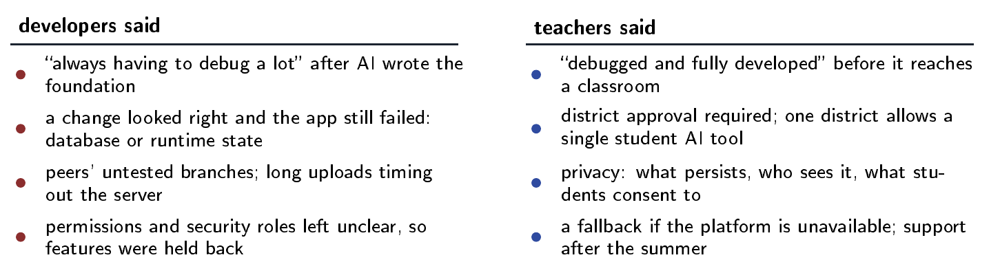 developers said
“always having to debug a lot” after AI wrote the
foundation
a change looked right and the app still failed:
database or runtime state
peers’ untested branches; long uploads timing
out the server
permissions and security roles left unclear, so
features were held back
teachers said
“debugged and fully developed” before it reaches
a classroom
district approval required; one district allows a
single student AI tool
privacy: what persists, who sees it, what stu-
dents consent to
a fallback if the platform is unavailable; support
after the summer